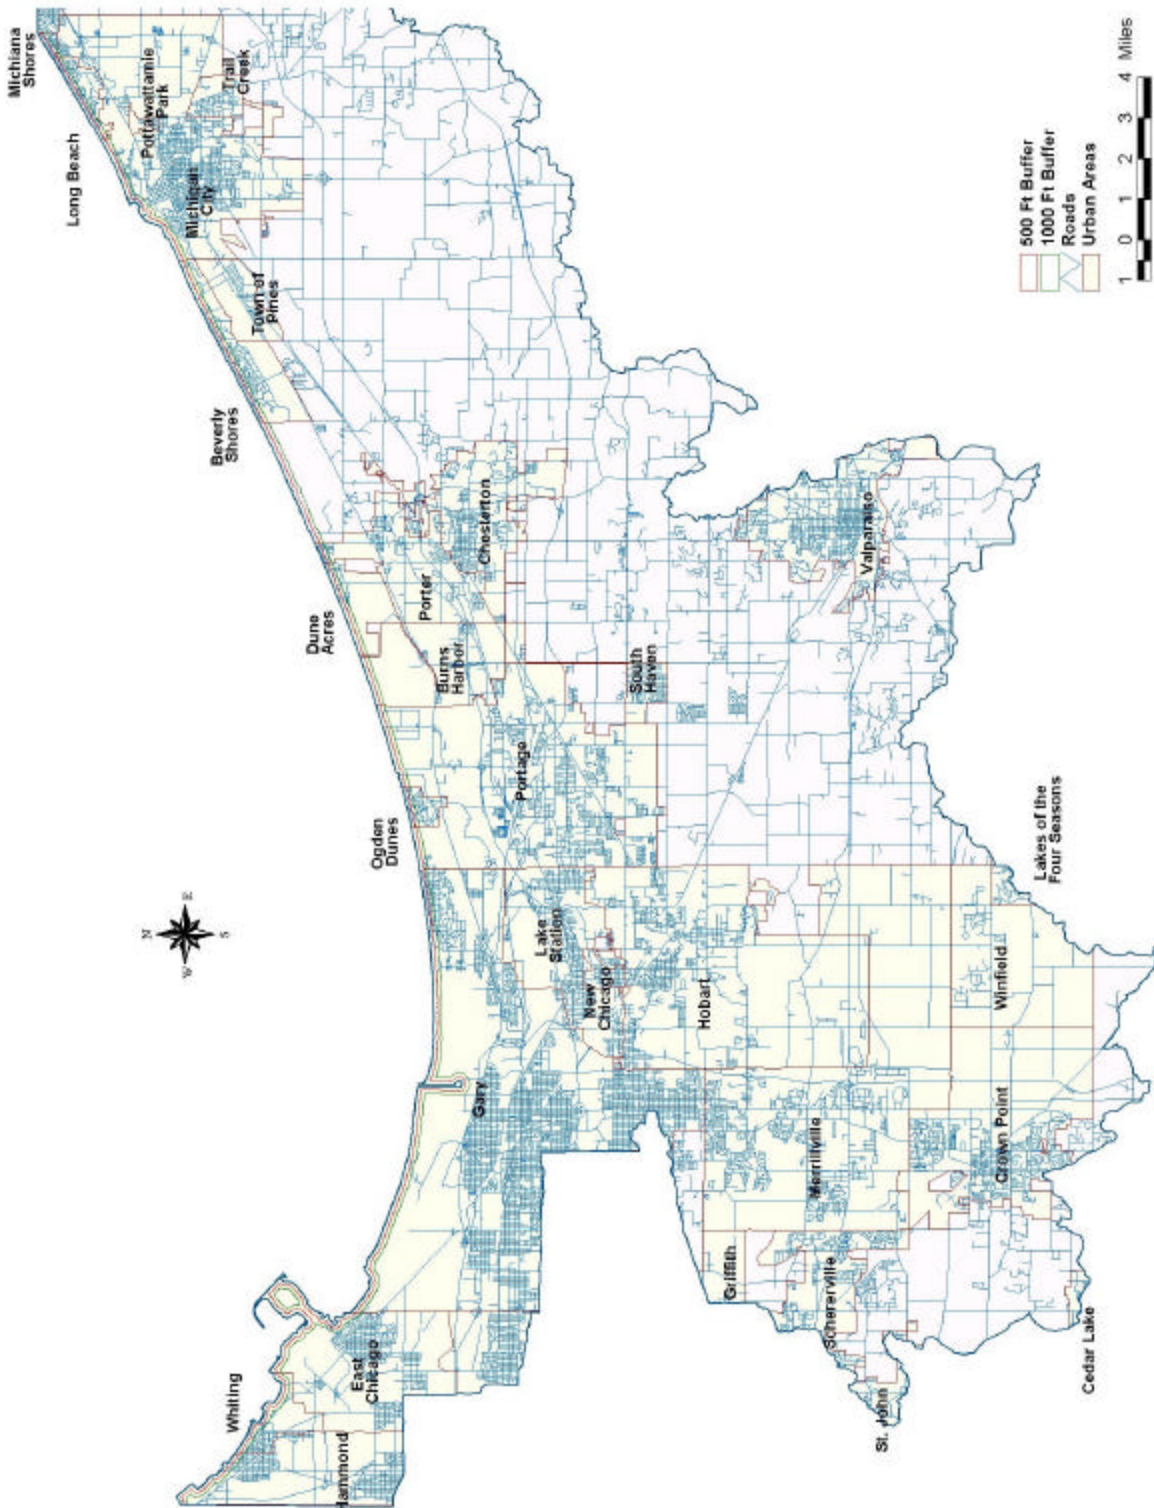 Michiana
Shores
Long Beach
Pottawattamie
Park
Trail
Creek
Michigan
City
Town of
Pines
Beverly
Shores
Dune
Acres
Porter
Chesterton
Burns
Harbor
Ogden
Dunes
Portage
South
Haven
Valparaiso
Lake
Station
New
Chicago
Hobart
Lakes of the
Four Seasons
Winfield
Gary
Merrillville
Crown Point
Griffith
Schererville
Cedar Lake
St. John
Whiting
East
Chicago
Hammond
N
E
S
W
500 Ft Buffer
1000 Ft Buffer
Roads
Urban Areas
1 0 1 2 3 4 Miles